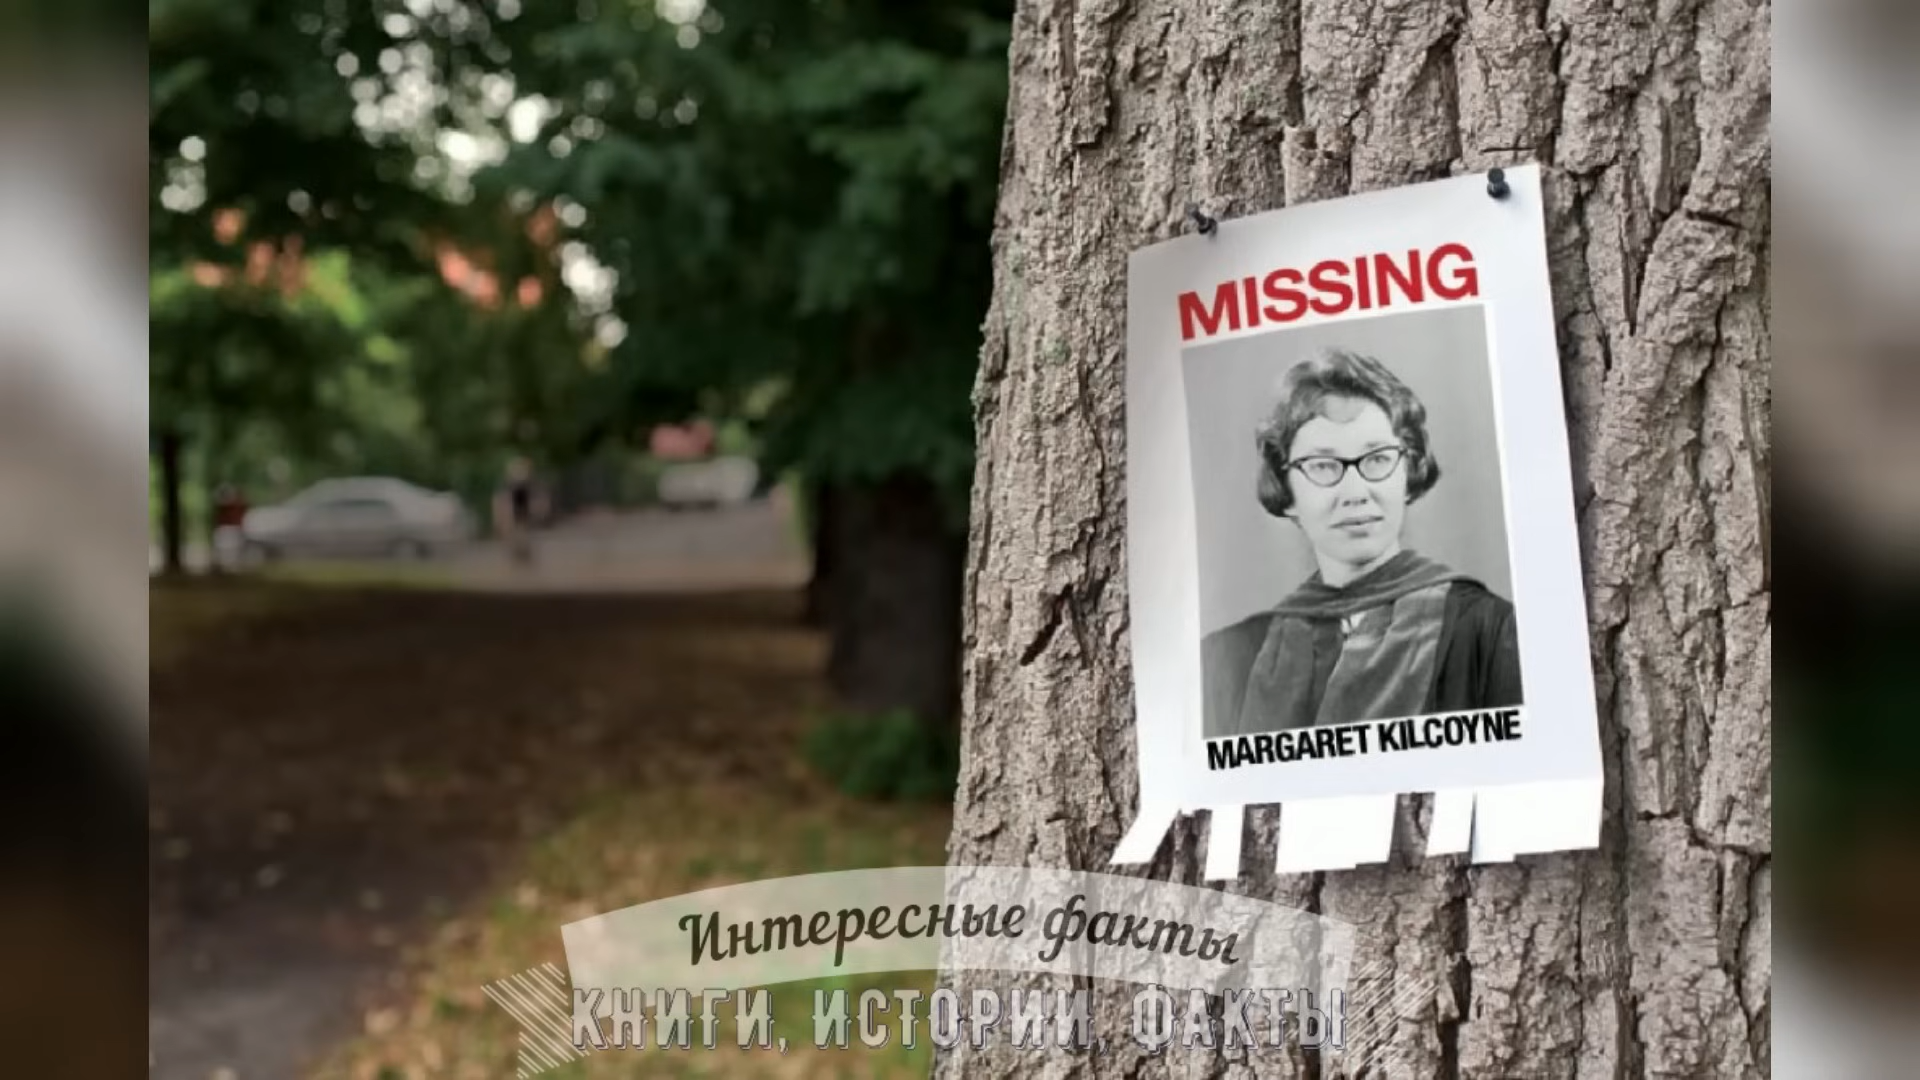 MISSING
MARGARET KILCOYNE
Интересные факты
КНИГИ, ИСТОРИИ, ФАКТЫ